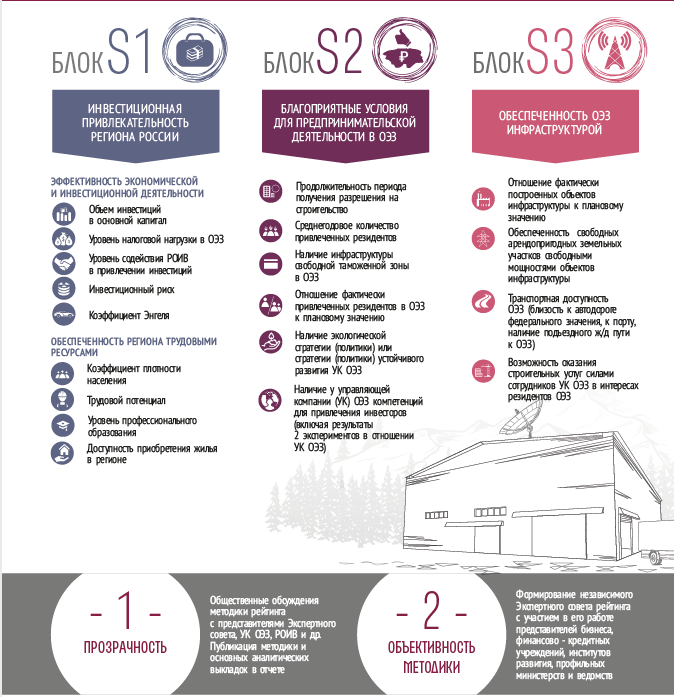 БЛОК S1
ИНВЕСТИЦИОННАЯ
ПРИВЛЕКАТЕЛЬНОСТЬ
РЕГИОНА РОССИИ
ЭФФЕКТИВНОСТЬ ЭКОНОМИЧЕСКОЙ
И ИНВЕСТИЦИОННОЙ ДЕЯТЕЛЬНОСТИ
Объем инвестиций
в основной капитал
Уровень налоговой нагрузки в ОЭЗ
Уровень содействия РОИВ
в привлечении инвестиций
Инвестиционный риск
Коэффициент Энгеля
ОБЕСПЕЧЕННОСТЬ РЕГИОНА ТРУДОВЫМИ
РЕСУРСАМИ
Коэффициент плотности
населения
Трудовой потенциал
Уровень профессионального
образования
Доступность приобретения жилья
в регионе
БЛОК S2
₽
БЛАГОПРИЯТНЫЕ УСЛОВИЯ
ДЛЯ ПРЕДПРИНИМАТЕЛЬСКОЙ
ДЕЯТЕЛЬНОСТИ В ОЭЗ
Продолжительность периода
получения разрешения на
строительство
Среднегодовое количество
привлеченных резидентов
Наличие инфраструктуры
свободной таможенной зоны
в ОЭЗ
Отношение фактически
привлеченных резидентов в ОЭЗ
к плановому значению
Наличие экологической
стратегии (политики) или
стратегии (политики) устойчивого
развития УК ОЭЗ
Наличие у управляющей
компании (УК) ОЭЗ компетенций
для привлечения инвесторов
(включая результаты
2 экспериментов в отношении
УК ОЭЗ)
БЛОК S3
ОБЕСПЕЧЕННОСТЬ ОЭЗ
ИНФРАСТРУКТУРОЙ
Отношение фактически
построенных объектов
инфраструктуры к плановому
значению
Обеспеченность свободных
арендопригодных земельных
участков свободными
мощностями объектов
инфраструктуры
Транспортная доступность
ОЭЗ (близость к автодороге
федерального значения, к порту,
наличие подъездного ж/д пути
к ОЭЗ)
Возможность оказания
строительных услуг силами
сотрудников УК ОЭЗ в интересах
резидентов ОЭЗ
- 1 -
ПРОЗРАЧНОСТЬ
Общественные обсуждения
методики рейтинга
с представителями Экспертного
совета, УК ОЭЗ, РОИВ и др.
Публикация методики и
основных аналитических
выкладок в отчете
- 2 -
ОБЪЕКТИВНОСТЬ
МЕТОДИКИ
Формирование независимого
Экспертного совета рейтинга
с участием в его работе
представителей бизнеса,
финансово - кредитных
учреждений, институтов
развития, профильных
министерств и ведомств